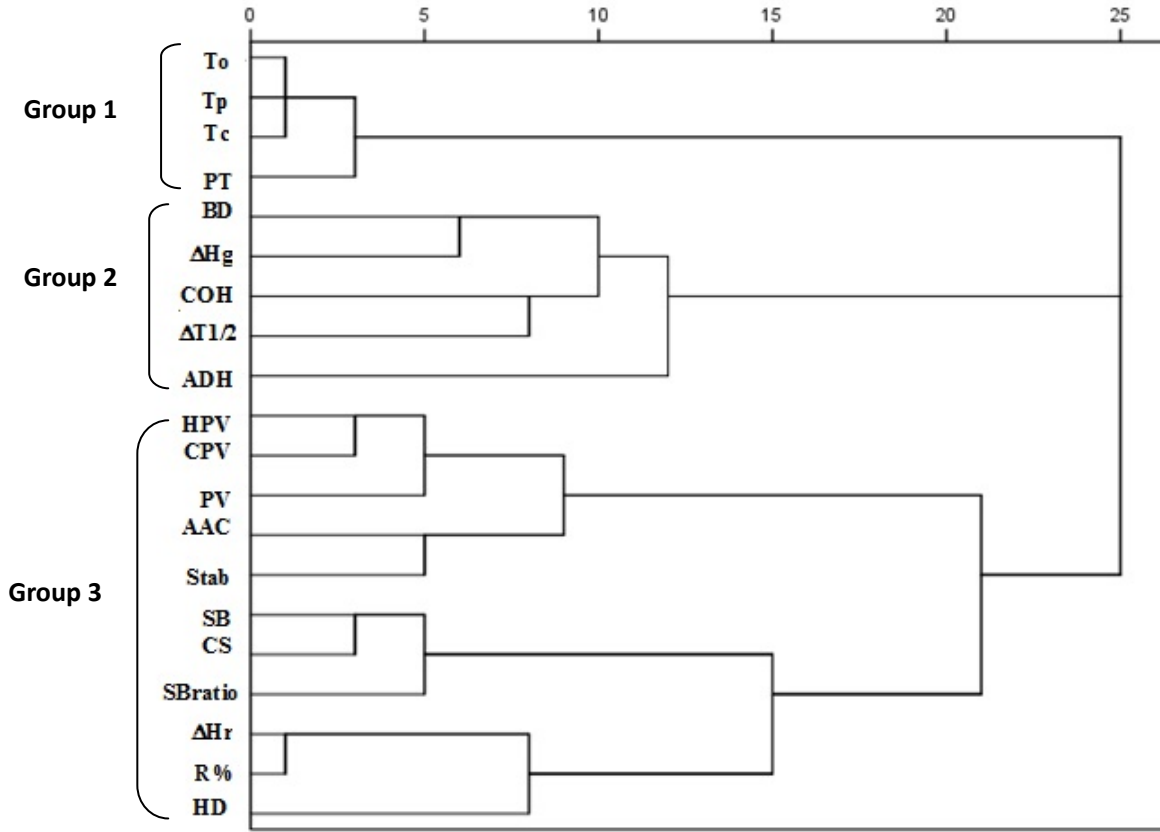 0 5 10 15 20 25
Group 1
To
Tp
Tc
PT
Group 2
BD
ΔHg
COH
ΔT1/2
ADH
Group 3
HPV
CPV
PV
AAC
Stab
SB
CS
SBratio
ΔHr
R%
HD